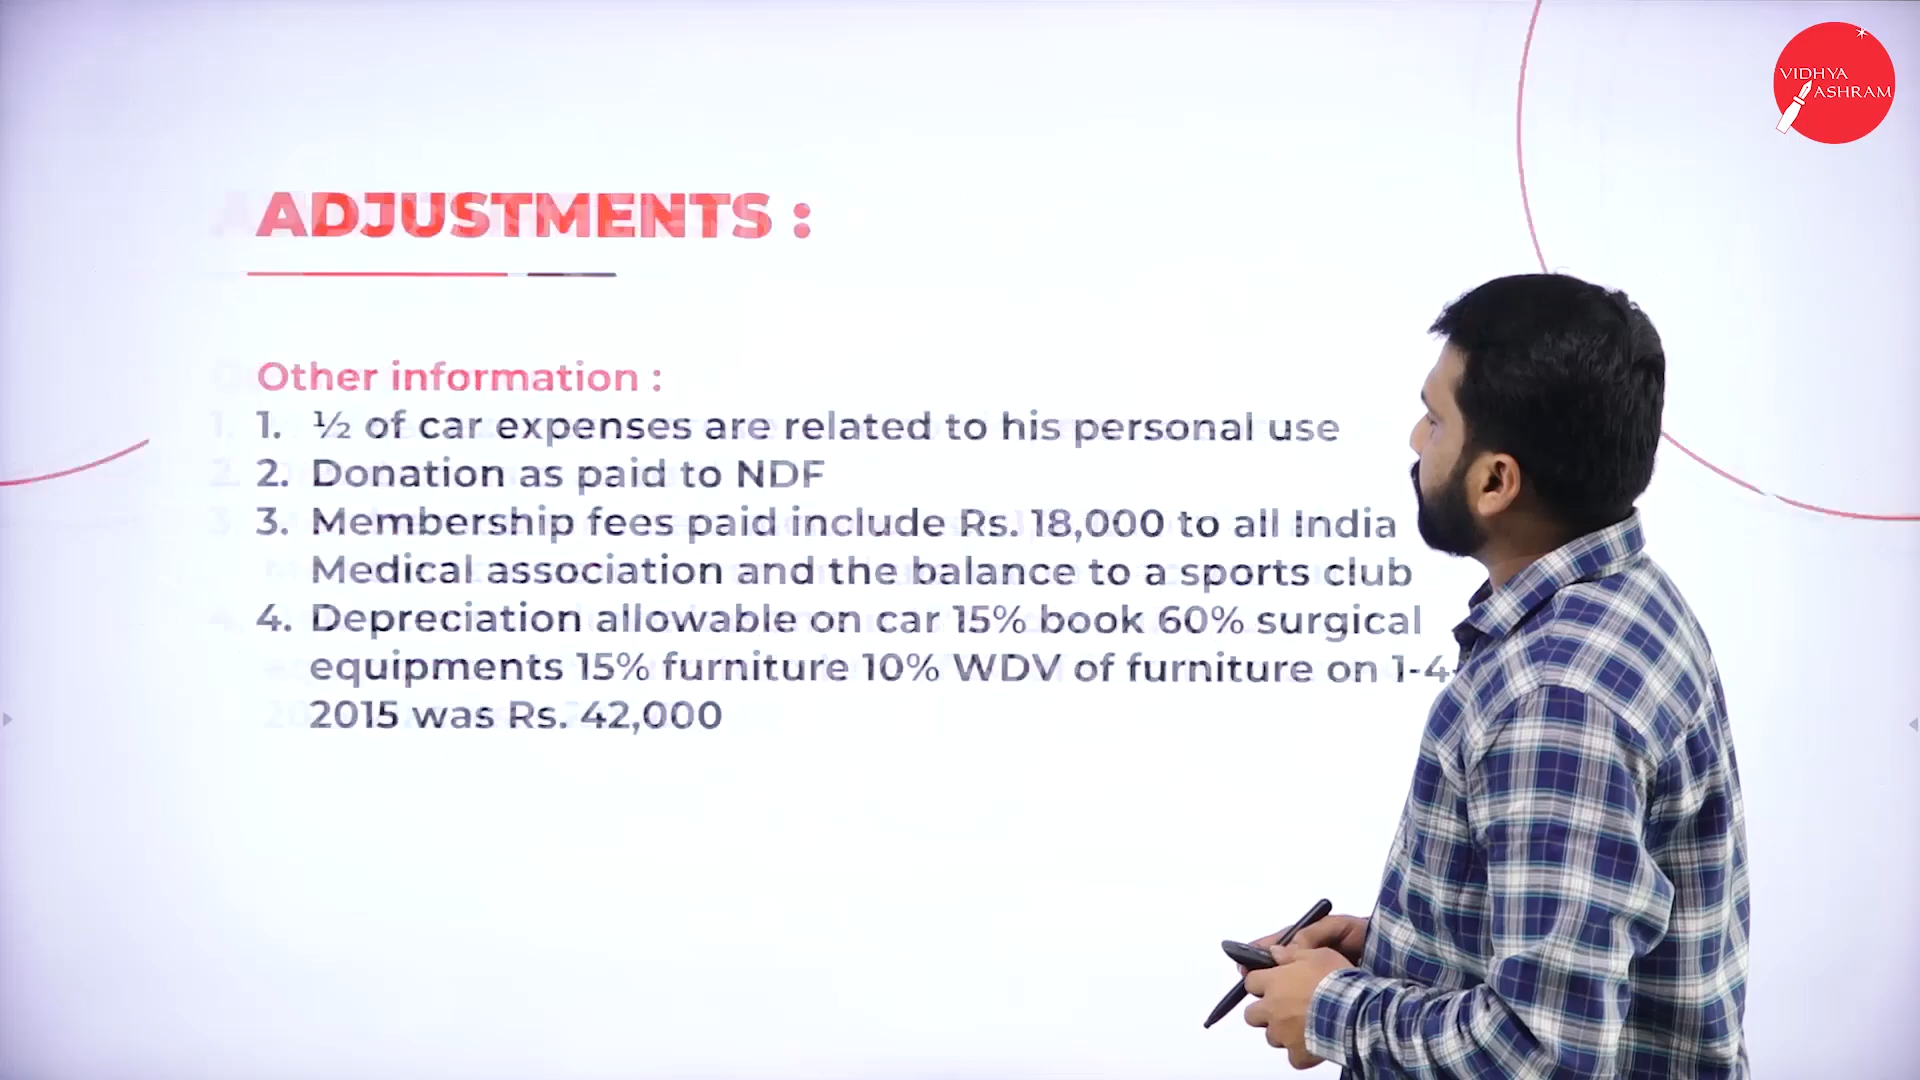 VIDHYA
ASHRAM
ADJUSTMENTS :
Other information :
1. ½ of car expenses are related to his personal use
2. Donation as paid to NDF
3. Membership fees paid include Rs. 18,000 to all India
Medical association and the balance to a sports club
4. Depreciation allowable on car 15% book 60% surgical
equipments 15% furniture 10% WDV of furniture on 1-4-
2015 was Rs. 42,000